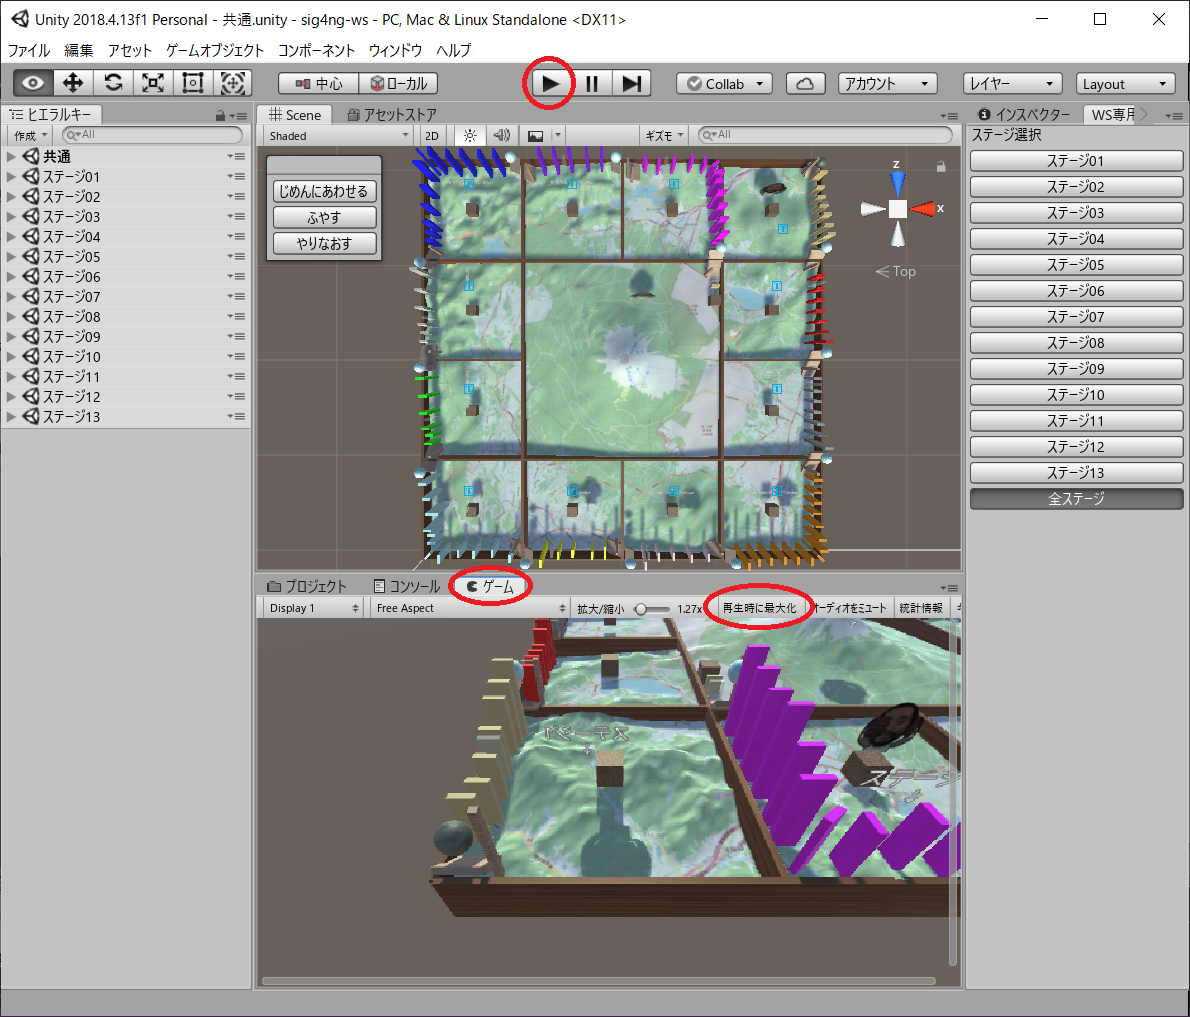 Unity 2018.4.13f1 Personal - 共通.unity - sig4ng-ws - PC, Mac & Linux Standalone <DX11>
ファイル 編集 アセット ゲームオブジェクト コンポーネント ウィンドウ ヘルプ
中心 ローカル Collab アカウント レイヤー Layout
ヒエラルキー
作成 All
共通
ステージ01
ステージ02
ステージ03
ステージ04
ステージ05
ステージ06
ステージ07
ステージ08
ステージ09
ステージ10
ステージ11
ステージ12
ステージ13
Scene アセットストア
Shaded 2D ギズモ All
じめんにあわせる
ふやす
やりなおす
z
x
Top
プロジェクト コンソール ゲーム
Display 1 Free Aspect 拡大/縮小 1.27x 再生時に最大化 オーディオをミュート 統計情報
ステージ1
ステージ
インスペクター WS専用
ステージ選択
ステージ01
ステージ02
ステージ03
ステージ04
ステージ05
ステージ06
ステージ07
ステージ08
ステージ09
ステージ10
ステージ11
ステージ12
ステージ13
全ステージ